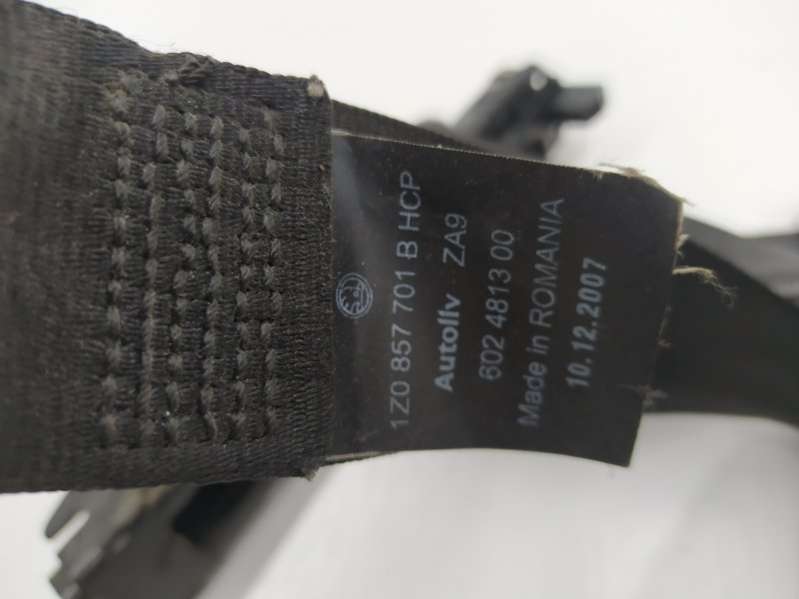 1Z0 857 701 B HCP
Autoliv ZA9
602 4813 00
Made in ROMANIA
10.12.2007